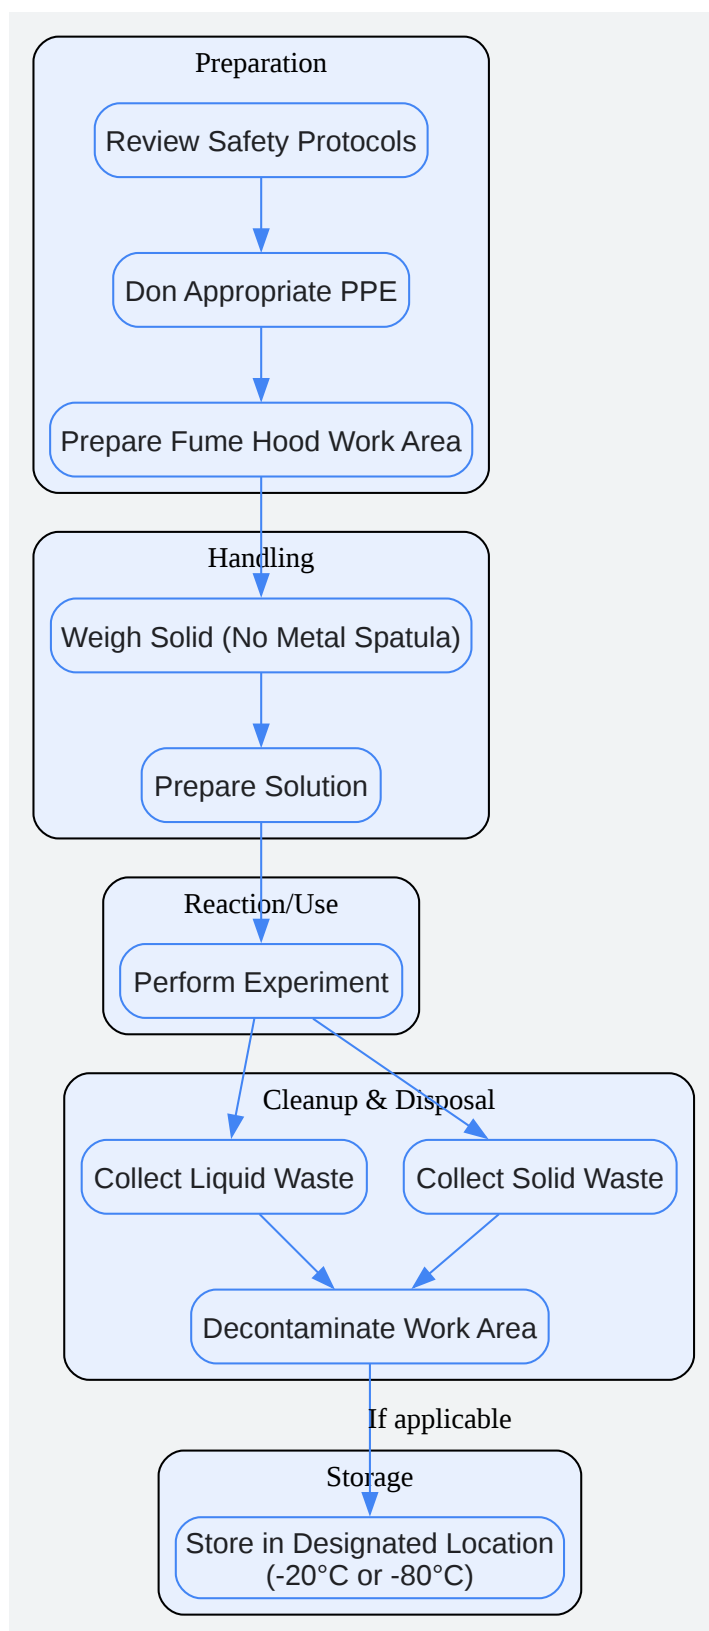 Preparation
Review Safety Protocols
Don Appropriate PPE
Prepare Fume Hood Work Area
Handling
Weigh Solid (No Metal Spatula)
Prepare Solution
Reaction/Use
Perform Experiment
Cleanup & Disposal
Collect Liquid Waste
Collect Solid Waste
Decontaminate Work Area
If applicable
Storage
Store in Designated Location
(-20°C or -80°C)